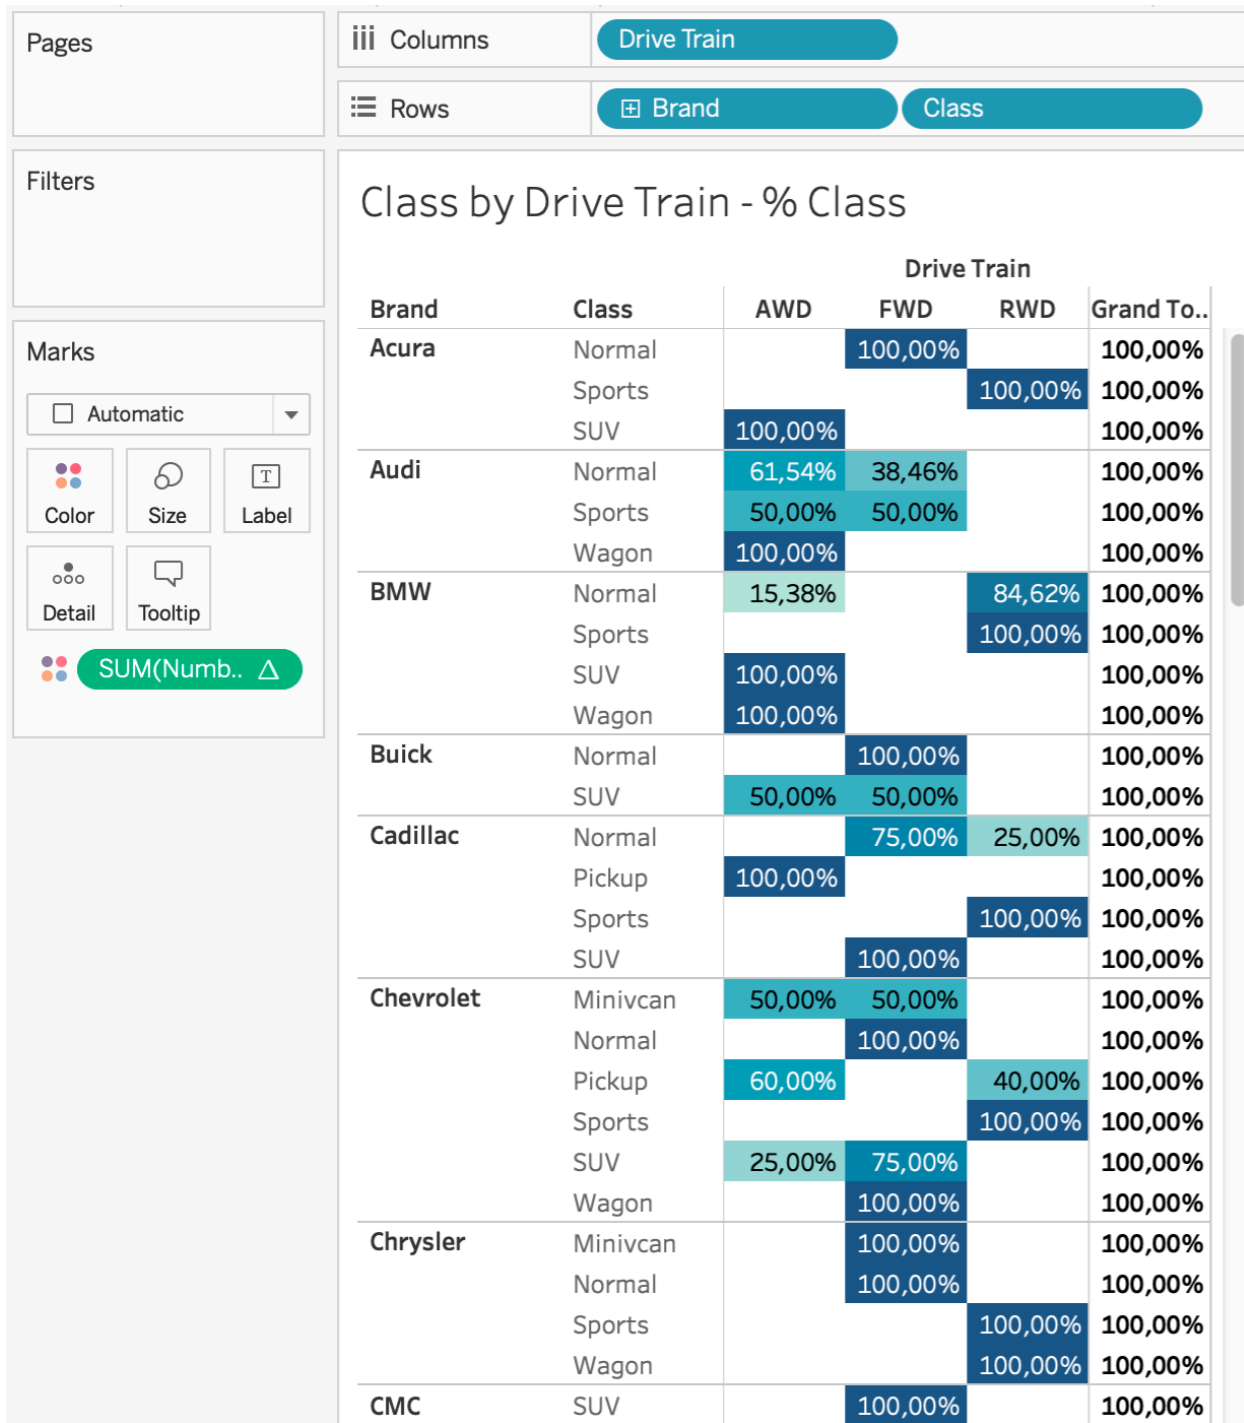 Pages
Columns
Drive Train
Rows
Brand
Class
Filters
Class by Drive Train - % Class
Drive Train
Brand Class AWD FWD RWD Grand To..
Marks
Automatic
Color Size Label
T
Detail Tooltip
SUM(Numb.. Δ
Acura Normal 100,00% 100,00%
Sports 100,00% 100,00%
SUV 100,00% 100,00%
Audi Normal 61,54% 38,46% 100,00%
Sports 50,00% 50,00% 100,00%
Wagon 100,00% 100,00%
BMW Normal 15,38% 84,62% 100,00%
Sports 100,00% 100,00%
SUV 100,00% 100,00%
Wagon 100,00% 100,00%
Buick Normal 100,00% 100,00%
SUV 50,00% 50,00% 100,00%
Cadillac Normal 75,00% 25,00% 100,00%
Pickup 100,00% 100,00%
Sports 100,00% 100,00%
SUV 100,00% 100,00%
Chevrolet Minivcan 50,00% 50,00% 100,00%
Normal 100,00% 100,00%
Pickup 60,00% 40,00% 100,00%
Sports 100,00% 100,00%
SUV 25,00% 75,00% 100,00%
Wagon 100,00% 100,00%
Chrysler Minivcan 100,00% 100,00%
Normal 100,00% 100,00%
Sports 100,00% 100,00%
Wagon 100,00% 100,00%
CMC SUV 100,00% 100,00%